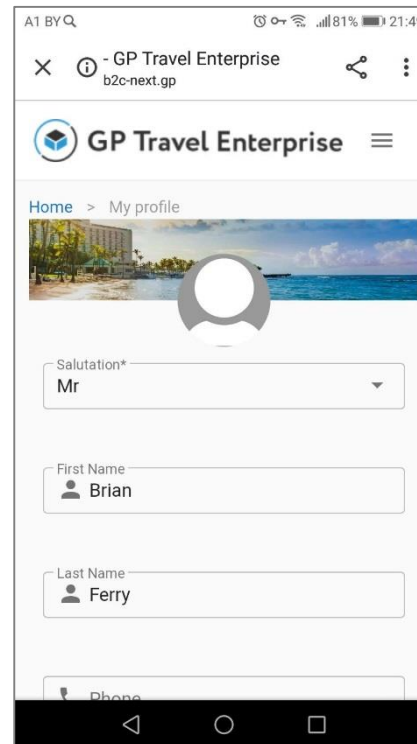 A1 BY 81% 21:49
- GP Travel Enterprise
b2c-next.gp
GP Travel Enterprise
Home > My profile
Salutation*
Mr
First Name
Brian
Last Name
Ferry
Phone